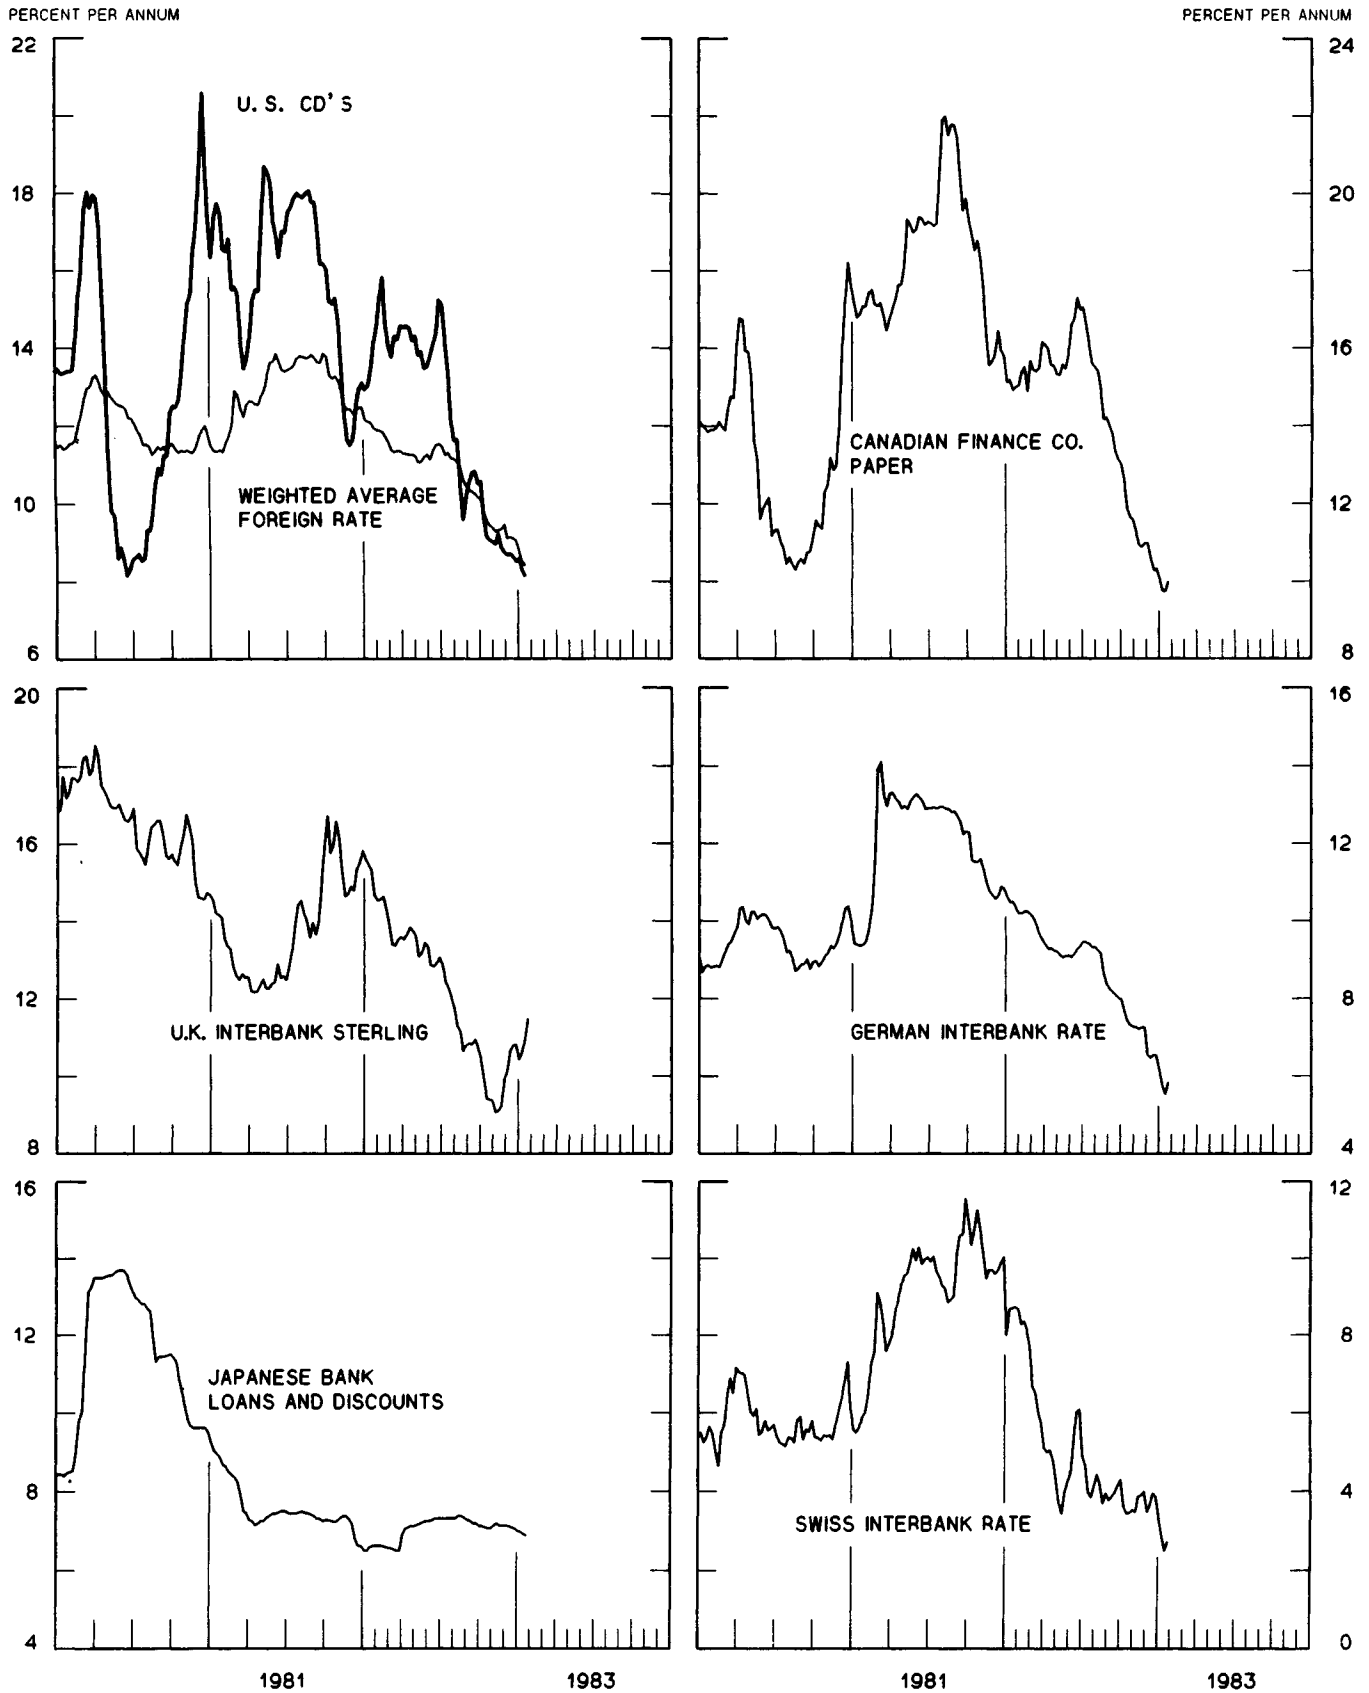 PERCENT PER ANNUM
PERCENT PER ANNUM
22
18
14
10
6
U. S. CD'S
WEIGHTED AVERAGE
FOREIGN RATE
24
20
16
12
8
CANADIAN FINANCE CO.
PAPER
20
16
12
8
U.K. INTERBANK STERLING
16
12
8
4
GERMAN INTERBANK RATE
16
12
8
4
JAPANESE BANK
LOANS AND DISCOUNTS
12
8
4
0
SWISS INTERBANK RATE
1981
1983
1981
1983